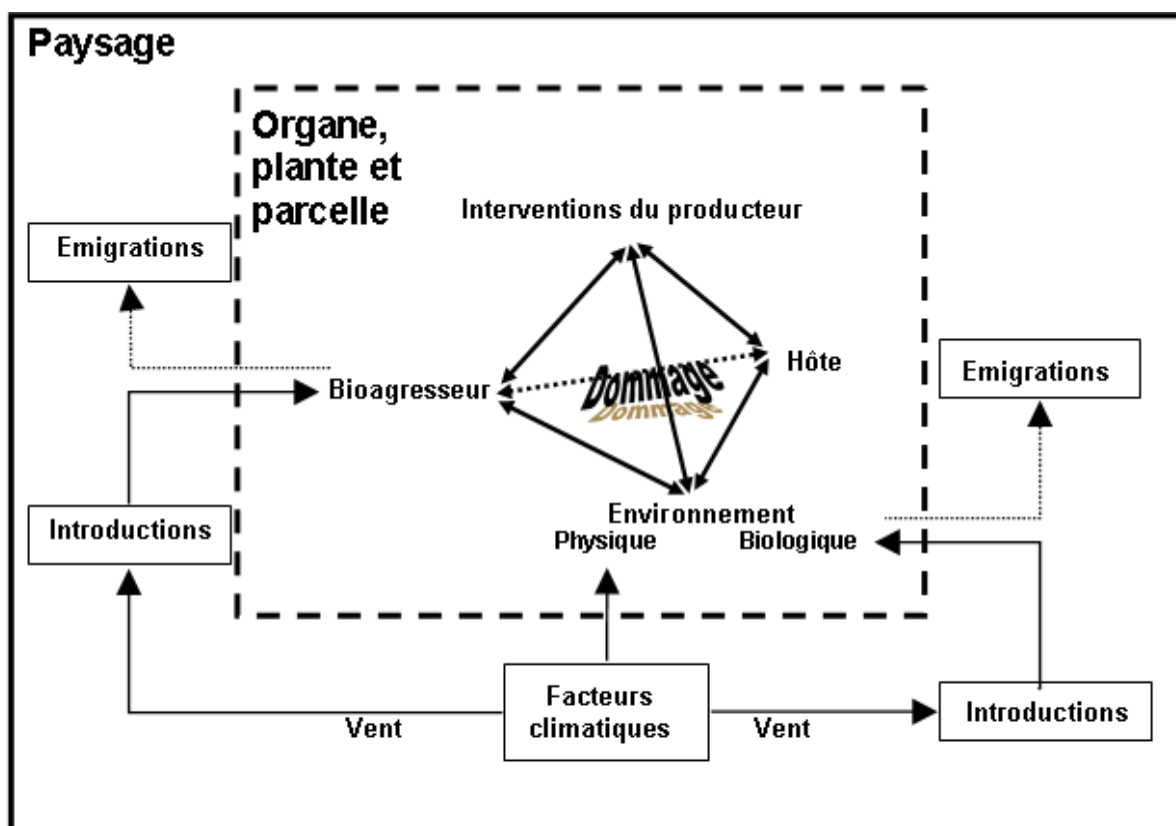 Paysage
Organe,
plante et
parcelle
Interventions du producteur
Emigrations
Hôte
Dommage
Dommage
Bioagresseur
Emigrations
Introductions
Environnement
Physique Biologique
Facteurs
climatiques
Vent
Vent
Introductions